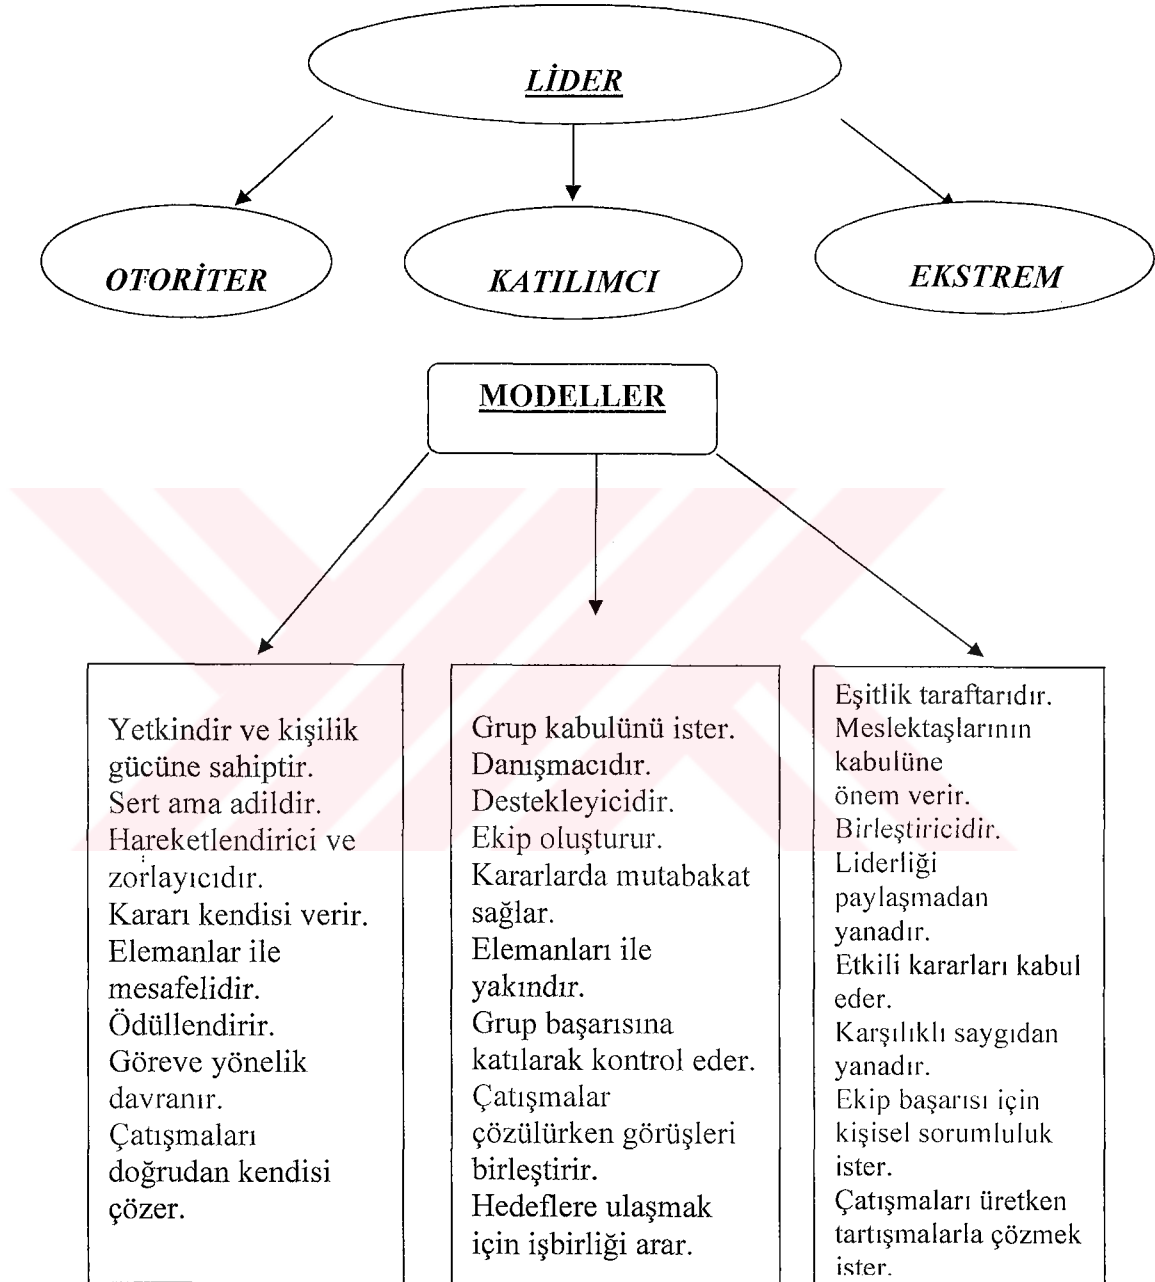 LİDER
OTORİTER
KATILIMCI
EKSTREM
MODELLER
Yetkindir ve kişilik
gücüne sahiptir.
Sert ama adildir.
Hareketlendirici ve
zorlayıcıdır.
Kararı kendisi verir.
Elemanlar ile
mesafelidir.
Ödüllendirir.
Göreve yönelik
davranır.
Çatışmaları
doğrudan kendisi
çözer.
Grup kabulünü ister.
Danışmacıdır.
Destekleyicidir.
Ekip oluşturur.
Kararlarda mutabakat
sağlar.
Elemanları ile
yakındır.
Grup başarısına
katılarak kontrol eder.
Çatışmalar
çözülürken görüşleri
birleştirir.
Hedeflere ulaşmak
için işbirliği arar.
Eşitlik taraftarıdır.
Meslektaşlarının
kabulüne
önem verir.
Birleştiricidir.
Liderliği
paylaşmadan
yanadır.
Etkili kararları kabul
eder.
Karşılıklı saygıdan
yanadır.
Ekip başarısı için
kişisel sorumluluk
ister.
Çatışmaları üretken
tartışmalarla çözmek
ister.